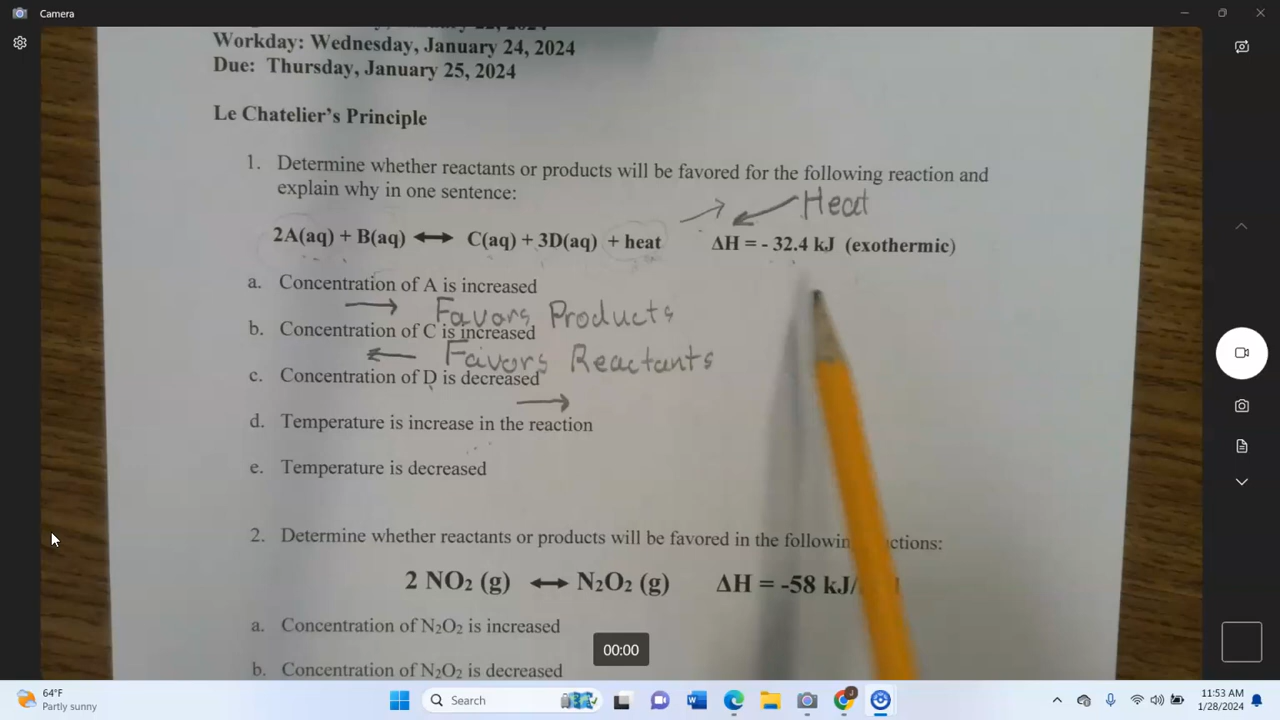 Camera
Workday: Wednesday, January 24, 2024
Due: Thursday, January 25, 2024
Le Chatelier's Principle
1. Determine whether reactants or products will be favored for the following reaction and
explain why in one sentence:
Heat
2A(aq) + B(aq) ⟷ C(aq) + 3D(aq) + heat ΔH = - 32.4 kJ (exothermic)
a. Concentration of A is increased
→ Favors Products
b. Concentration of C is increased
← Favors Reactants
c. Concentration of D is decreased
→
d. Temperature is increase in the reaction
e. Temperature is decreased
2. Determine whether reactants or products will be favored in the following
2 NO₂ (g) ⟷ N₂O₂ (g) ΔH = -58 kJ/
a. Concentration of N₂O₂ is increased
00:00
b. Concentration of N₂O₂ is decreased
64°F
Partly sunny
Search
11:53 AM
1/28/2024